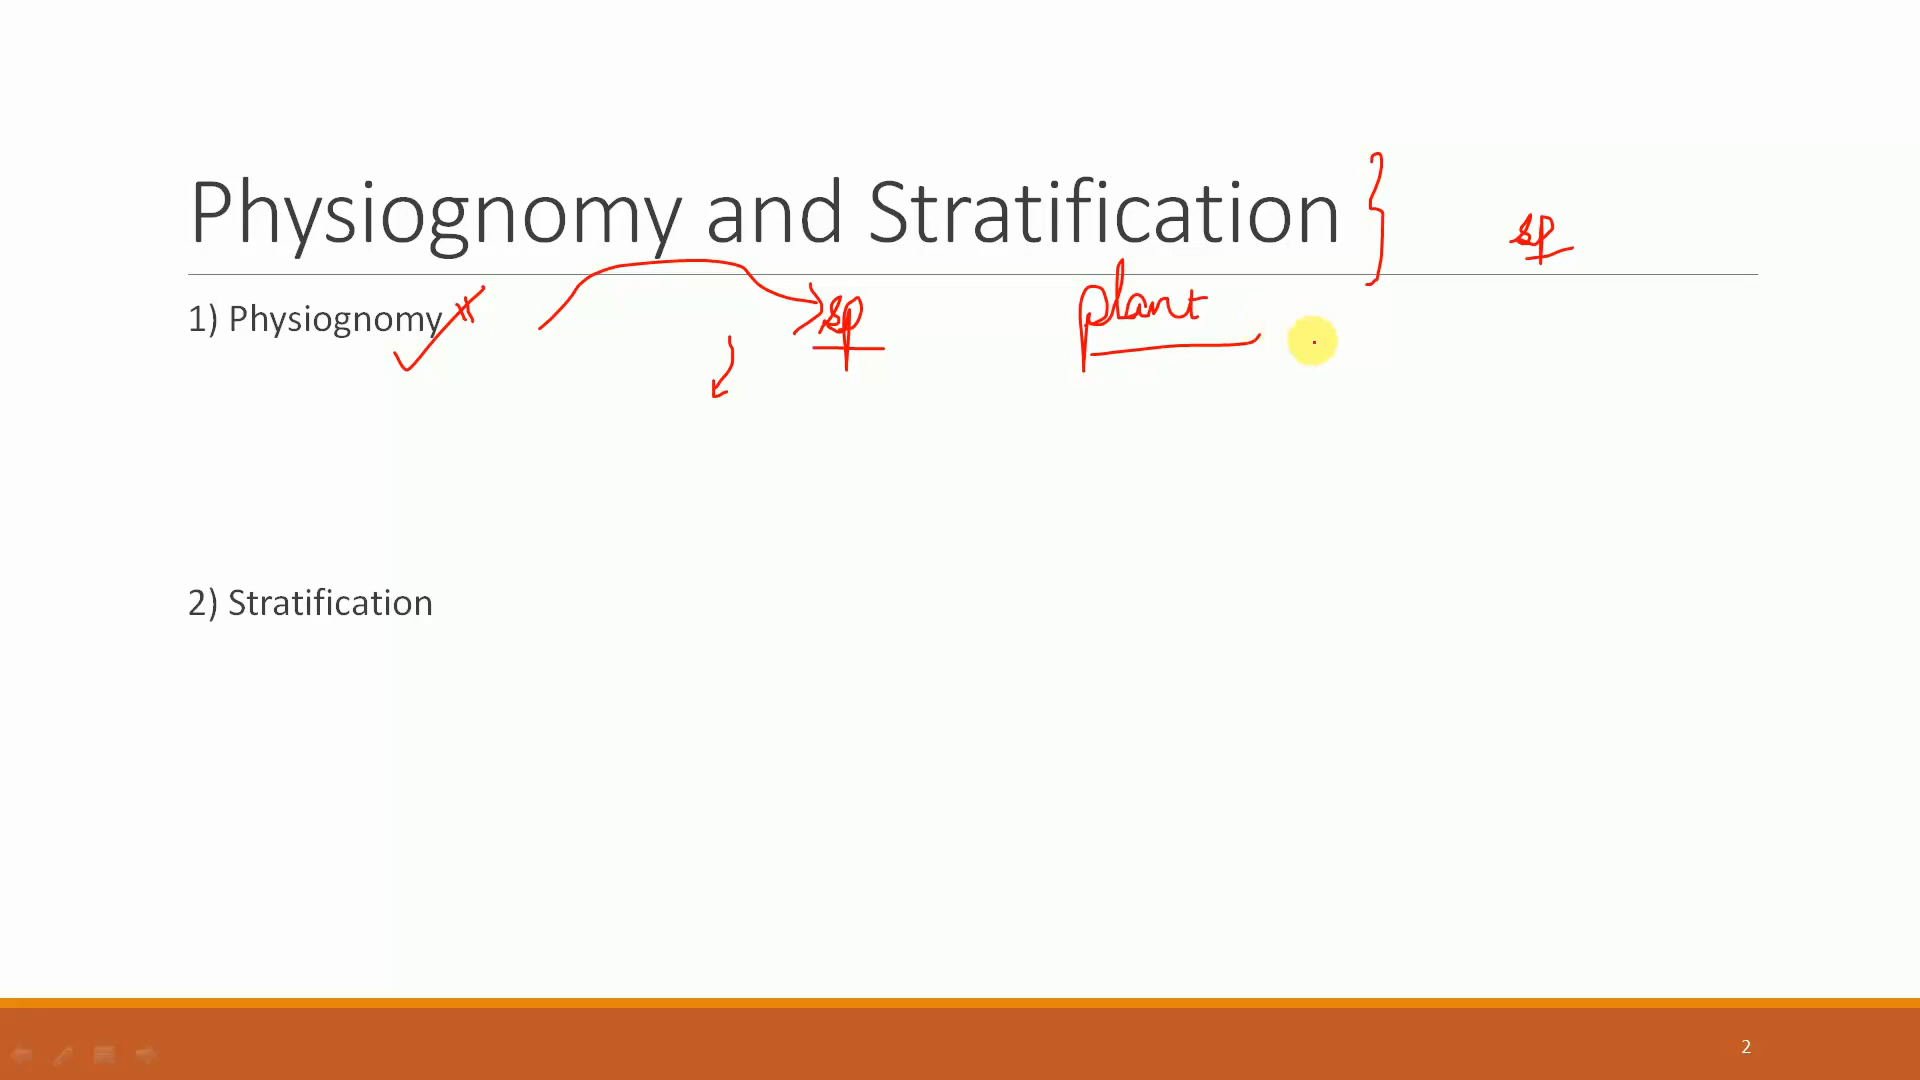 Physiognomy and Stratification
sp
1) Physiognomy
sp
plant
2) Stratification
2